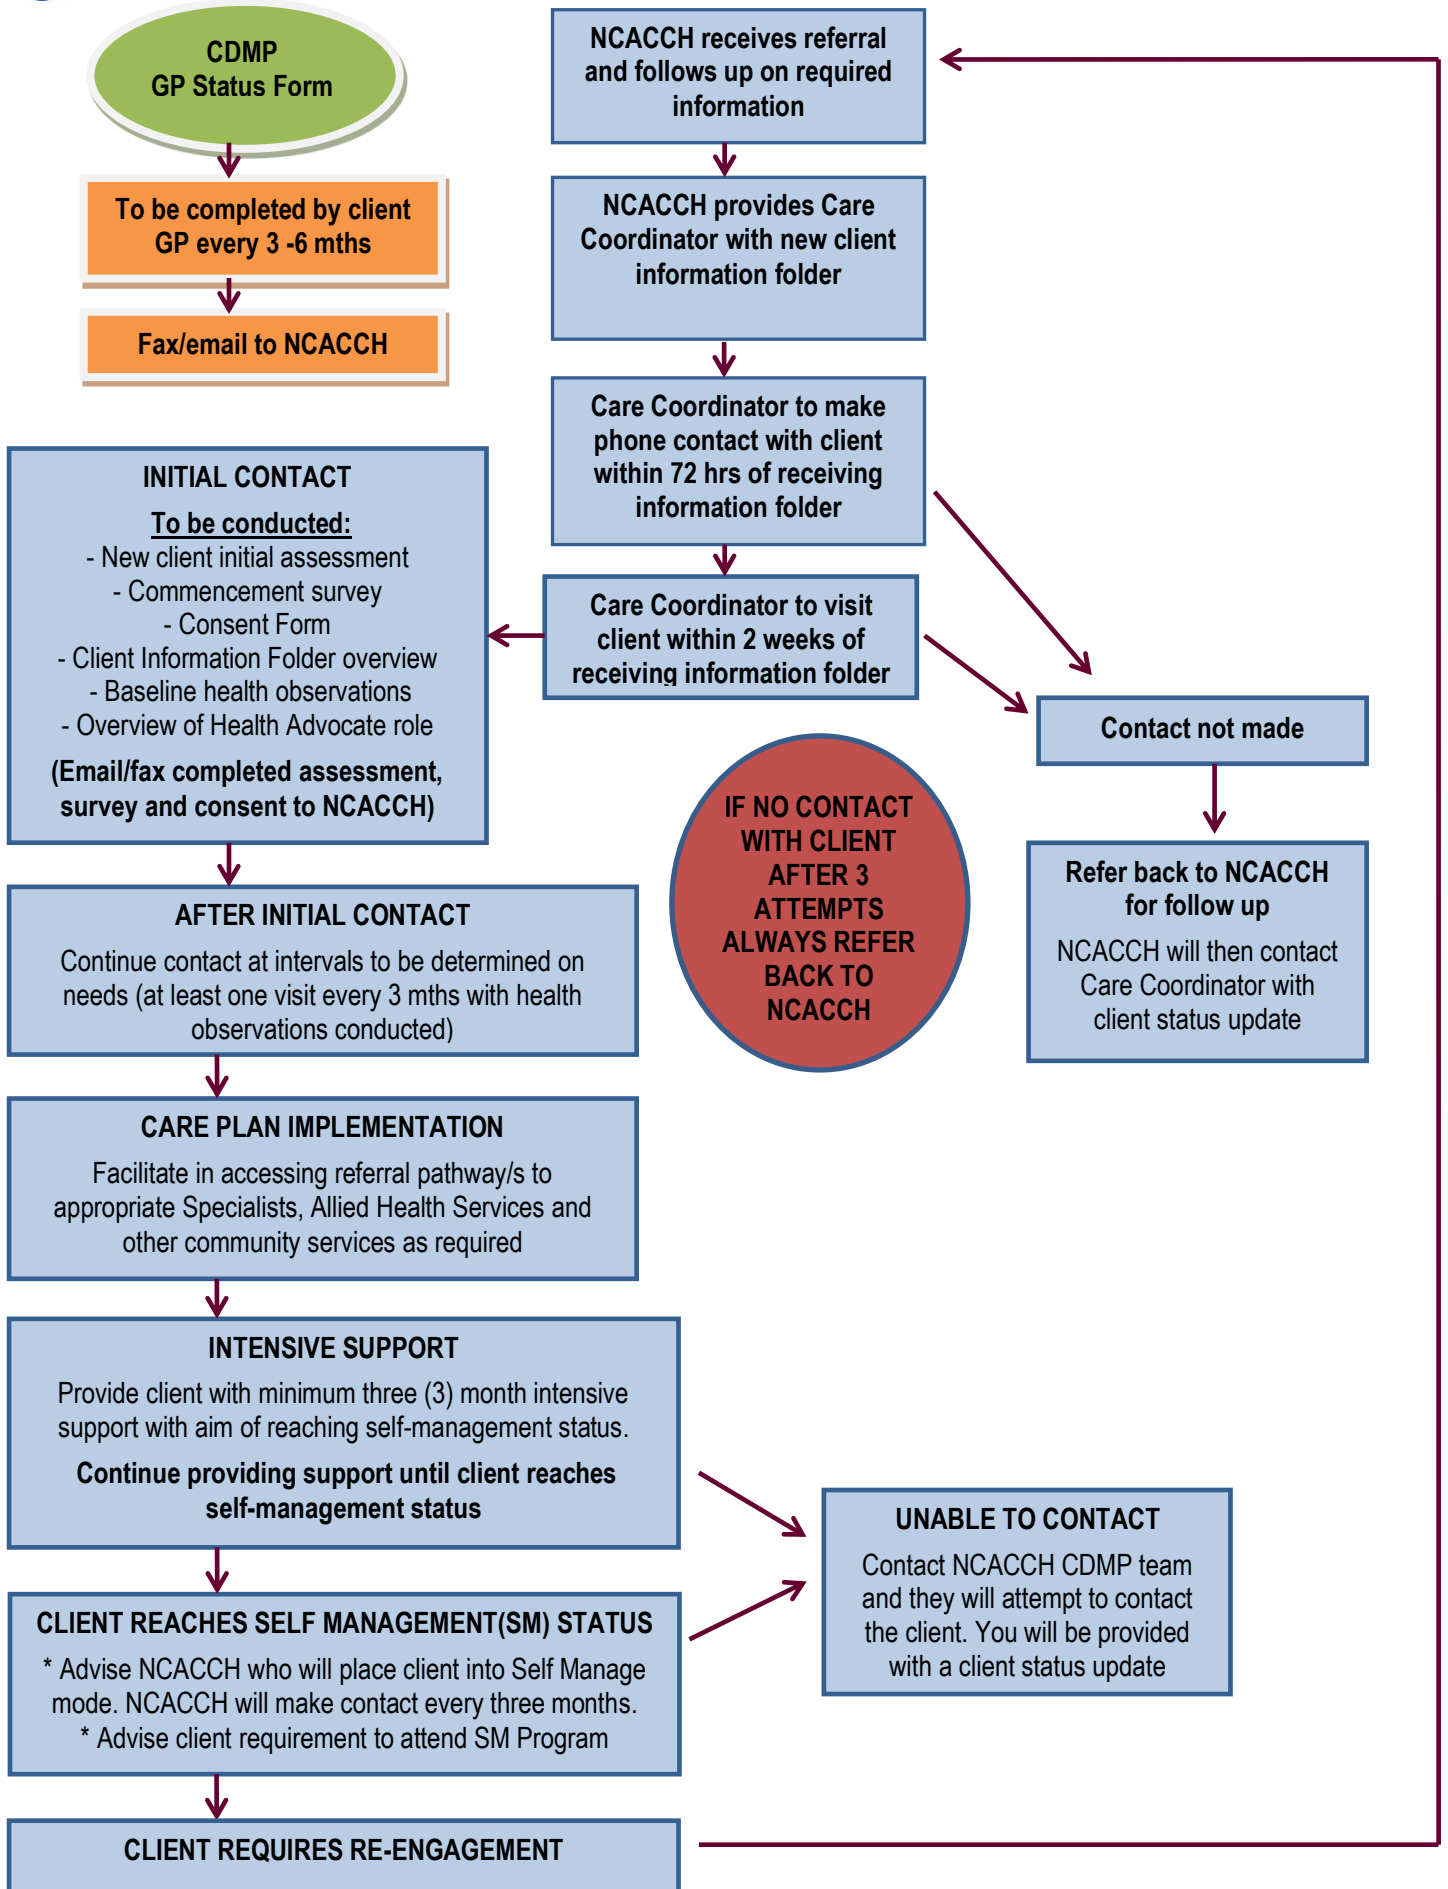 CDMP
GP Status Form
To be completed by client
GP every 3 -6 mths
Fax/email to NCACCH
NCACCH receives referral
and follows up on required
information
NCACCH provides Care
Coordinator with new client
information folder
Care Coordinator to make
phone contact with client
within 72 hrs of receiving
information folder
Care Coordinator to visit
client within 2 weeks of
receiving information folder
INITIAL CONTACT
To be conducted:
- New client initial assessment
- Commencement survey
- Consent Form
- Client Information Folder overview
- Baseline health observations
- Overview of Health Advocate role
(Email/fax completed assessment,
survey and consent to NCACCH)
Contact not made
IF NO CONTACT
WITH CLIENT
AFTER 3
ATTEMPTS
ALWAYS REFER
BACK TO
NCACCH
Refer back to NCACCH
for follow up
NCACCH will then contact
Care Coordinator with
client status update
AFTER INITIAL CONTACT
Continue contact at intervals to be determined on
needs (at least one visit every 3 mths with health
observations conducted)
CARE PLAN IMPLEMENTATION
Facilitate in accessing referral pathway/s to
appropriate Specialists, Allied Health Services and
other community services as required
INTENSIVE SUPPORT
Provide client with minimum three (3) month intensive
support with aim of reaching self-management status.
Continue providing support until client reaches
self-management status
UNABLE TO CONTACT
Contact NCACCH CDMP team
and they will attempt to contact
the client. You will be provided
with a client status update
CLIENT REACHES SELF MANAGEMENT(SM) STATUS
* Advise NCACCH who will place client into Self Manage
mode. NCACCH will make contact every three months.
* Advise client requirement to attend SM Program
CLIENT REQUIRES RE-ENGAGEMENT